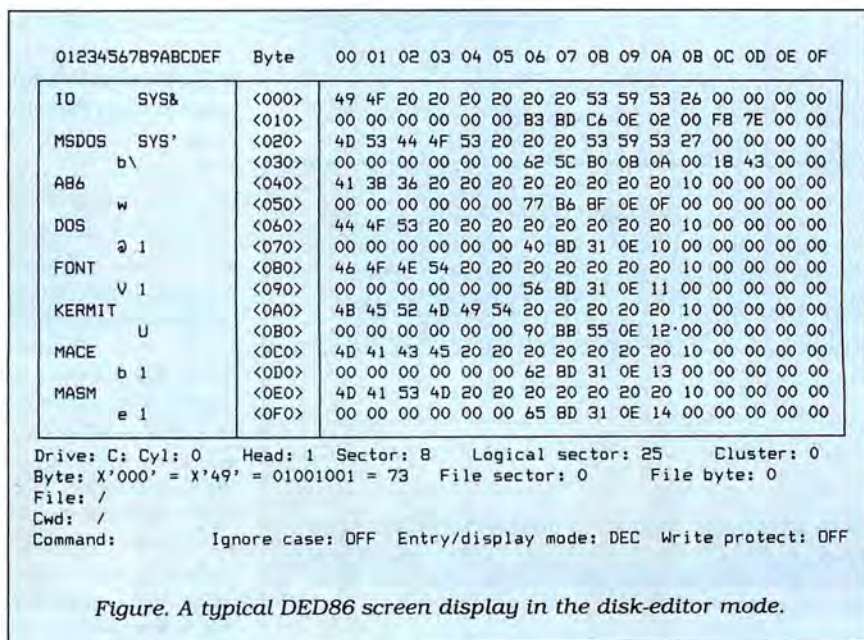 0123456789ABCDEF Byte 00 01 02 03 04 05 06 07 08 09 0A 0B 0C 0D 0E 0F
IO SYS& <000> 49 4F 20 20 20 20 20 20 53 59 53 26 00 00 00 00
<010> 00 00 00 00 00 00 B3 BD C6 0E 02 00 F8 7E 00 00
MSDOS SYS' <020> 4D 53 44 4F 53 20 20 20 53 59 53 27 00 00 00 00
b\ <030> 00 00 00 00 00 00 62 5C B0 0B 0A 00 1B 43 00 00
A86 <040> 41 3B 36 20 20 20 20 20 20 20 20 10 00 00 00 00
w <050> 00 00 00 00 00 00 77 B6 BF 0E 0F 00 00 00 00 00
DOS <060> 44 4F 53 20 20 20 20 20 20 20 20 10 00 00 00 00
@ 1 <070> 00 00 00 00 00 00 40 BD 31 0E 10 00 00 00 00 00
FONT <080> 46 4F 4E 54 20 20 20 20 20 20 20 10 00 00 00 00
V 1 <090> 00 00 00 00 00 00 56 BD 31 0E 11 00 00 00 00 00
KERMIT <0A0> 4B 45 52 4D 49 54 20 20 20 20 20 10 00 00 00 00
U <0B0> 00 00 00 00 00 00 90 BB 55 0E 12 00 00 00 00 00
MACE <0C0> 4D 41 43 45 20 20 20 20 20 20 20 10 00 00 00 00
b 1 <0D0> 00 00 00 00 00 00 62 BD 31 0E 13 00 00 00 00 00
MASM <0E0> 4D 41 53 4D 20 20 20 20 20 20 20 10 00 00 00 00
e 1 <0F0> 00 00 00 00 00 00 65 BD 31 0E 14 00 00 00 00 00
Drive: C: Cyl: 0 Head: 1 Sector: 8 Logical sector: 25 Cluster: 0
Byte: X'000' = X'49' = 01001001 = 73 File sector: 0 File byte: 0
File: /
Cwd: /
Command: Ignore case: OFF Entry/display mode: DEC Write protect: OFF
Figure. A typical DED86 screen display in the disk-editor mode.